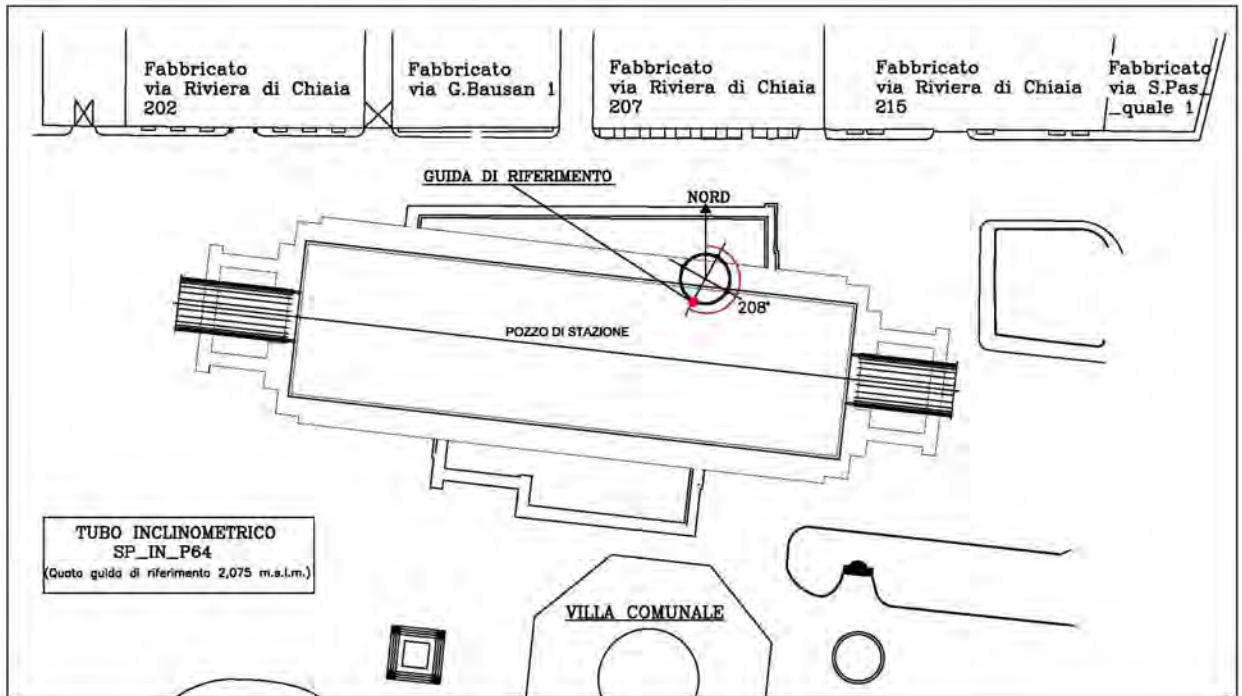 Fabbricato
via Riviera di Chiaia
202
Fabbricato
via G.Bausan 1
Fabbricato
via Riviera di Chiaia
207
Fabbricato
via Riviera di Chiaia
215
Fabbricato
via S.Pas
_quale 1
GUIDA DI RIFERIMENTO
NORD
208°
POZZO DI STAZIONE
TUBO INCLINOMETRICO
SP_IN_P64
(Quota guida di riferimento 2,075 m.s.l.m.)
VILLA COMUNALE